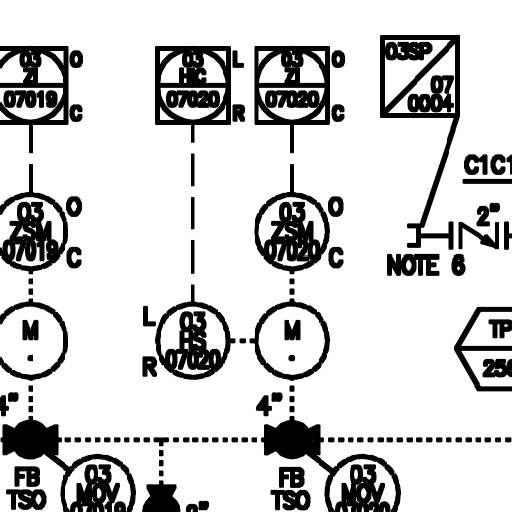 03
ZI
07019
O
C
03
HIC
07020
L
R
03
ZI
07020
O
C
03SP
07
0004
C1C1
03
ZSM
07019
O
C
03
ZSM
07020
O
C
2"
NOTE 6
M
L
R
03
HS
07020
M
TP
250
4"
4"
FB
TSO
03
MOV
07019
2"
FB
TSO
03
MOV
07020